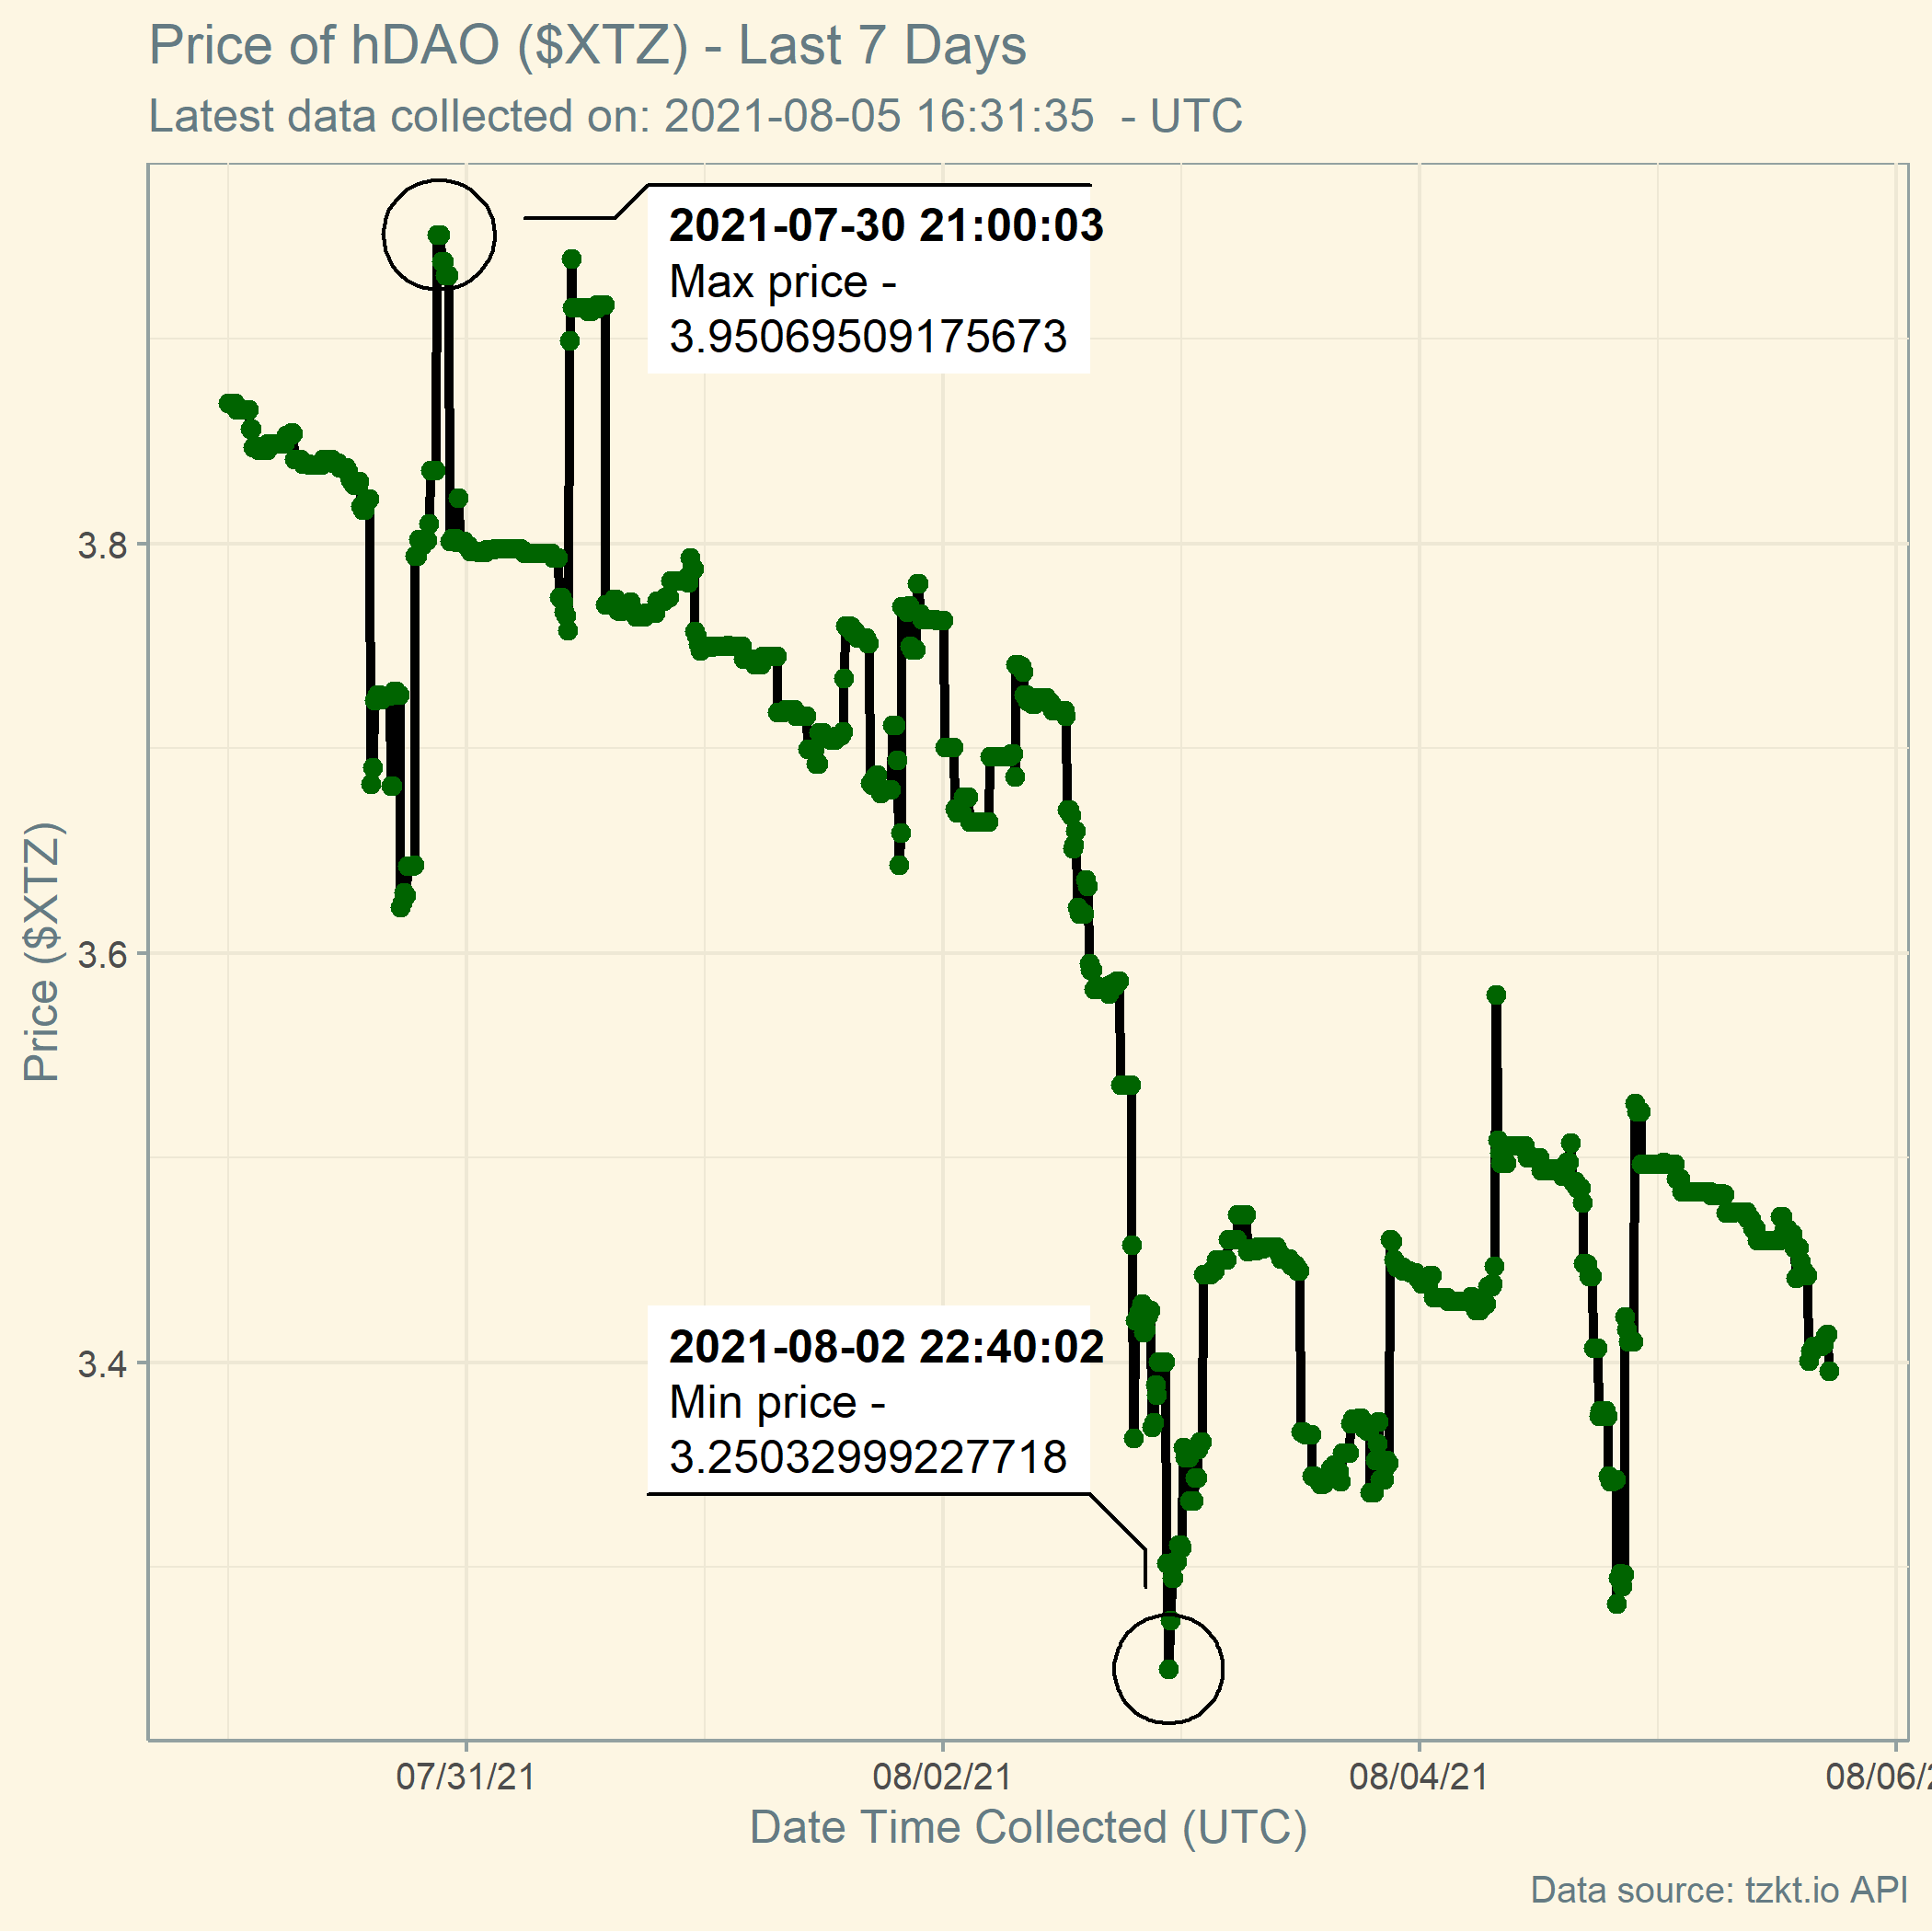 Price of hDAO ($XTZ) - Last 7 Days
Latest data collected on: 2021-08-05 16:31:35  - UTC
2021-07-30 21:00:03
Max price -
3.95069509175673
3.8
3.6
3.4
Price ($XTZ)
2021-08-02 22:40:02
Min price -
3.25032999227718
07/31/21
08/02/21
08/04/21
08/06/2
Date Time Collected (UTC)
Data source: tzkt.io API